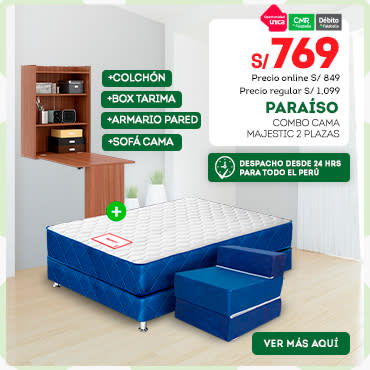 Oportunidad única
CMR
Falabella
Débito
Falabella
S/ 769
Precio online S/ 849
Precio regular S/ 1,099
PARAÍSO
COMBO CAMA
MAJESTIC 2 PLAZAS
+COLCHÓN
+BOX TARIMA
+ARMARIO PARED
+SOFÁ CAMA
DESPACHO DESDE 24 HRS
PARA TODO EL PERÚ
+
VER MÁS AQUÍ